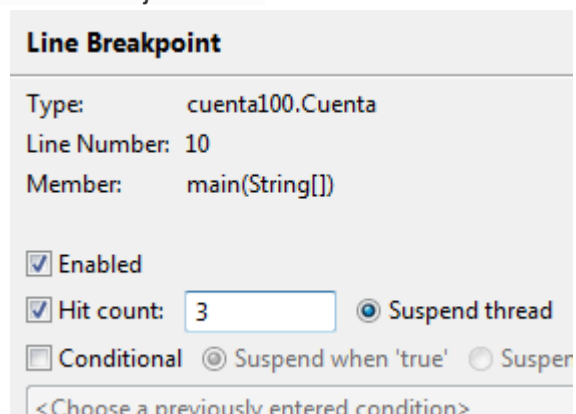 Line Breakpoint
Type: cuenta100.Cuenta
Line Number: 10
Member: main(String[])
Enabled
Hit count: 3 Suspend thread
Conditional Suspend when 'true' Suspen
<Choose a previously entered condition>